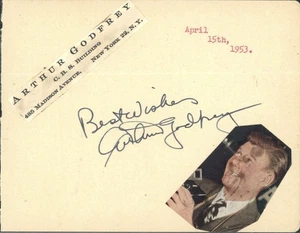 ARTHUR GODFREY
C. B. S. BUILDING
485 MADISON AVENUE, NEW YORK 22, N. Y.
April
15th,
1953.
Best Wishes
Arthur Godfrey